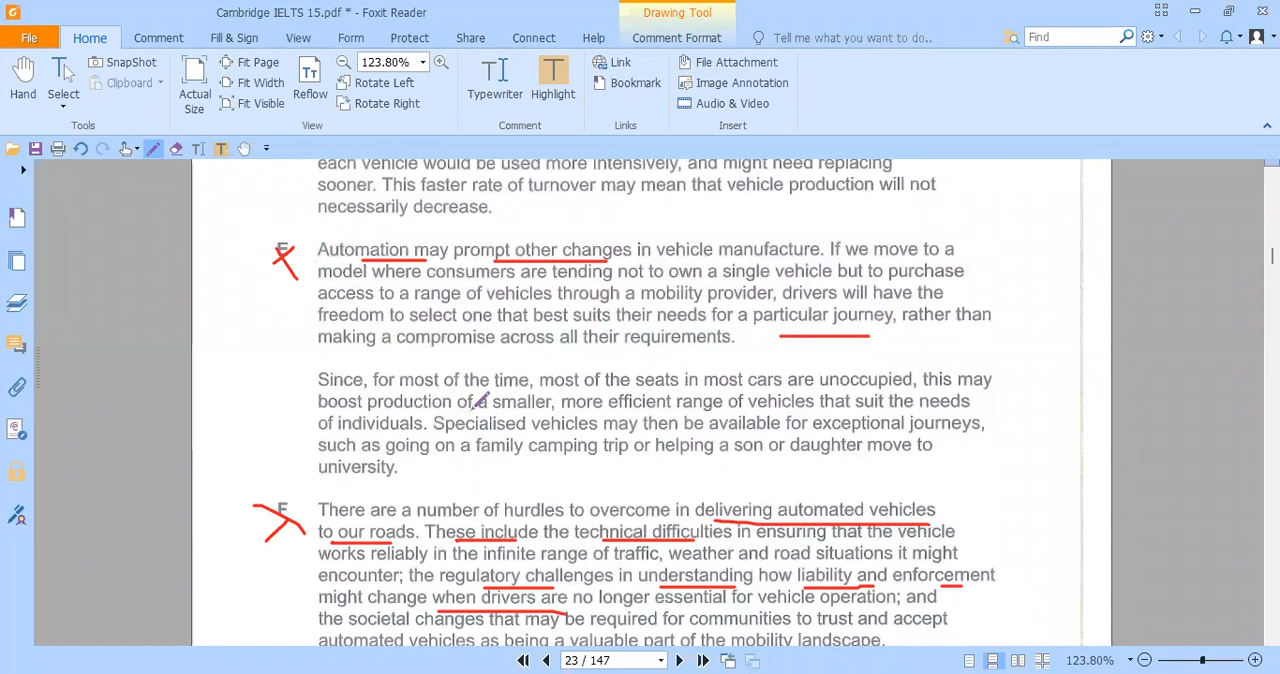 Cambridge IELTS 15.pdf * - Foxit Reader
Drawing Tool
File Home Comment Fill & Sign View Form Protect Share Connect Help Comment Format Tell me what you want to do.. Find
Hand
Select
SnapShot
Clipboard
Tools
Actual
Size
Fit Page
Fit Width
Fit Visible
Reflow
123.80%
Rotate Left
Rotate Right
View
Typewriter
Highlight
Comment
Link
Bookmark
Links
File Attachment
Image Annotation
Audio & Video
Insert
each vehicle would be used more intensively, and might need replacing
sooner. This faster rate of turnover may mean that vehicle production will not
necessarily decrease.
E Automation may prompt other changes in vehicle manufacture. If we move to a
model where consumers are tending not to own a single vehicle but to purchase
access to a range of vehicles through a mobility provider, drivers will have the
freedom to select one that best suits their needs for a particular journey, rather than
making a compromise across all their requirements.
Since, for most of the time, most of the seats in most cars are unoccupied, this may
boost production of a smaller, more efficient range of vehicles that suit the needs
of individuals. Specialised vehicles may then be available for exceptional journeys,
such as going on a family camping trip or helping a son or daughter move to
university.
F There are a number of hurdles to overcome in delivering automated vehicles
to our roads. These include the technical difficulties in ensuring that the vehicle
works reliably in the infinite range of traffic, weather and road situations it might
encounter; the regulatory challenges in understanding how liability and enforcement
might change when drivers are no longer essential for vehicle operation; and
the societal changes that may be required for communities to trust and accept
automated vehicles as being a valuable part of the mobility landscape.
23 / 147
123.80%